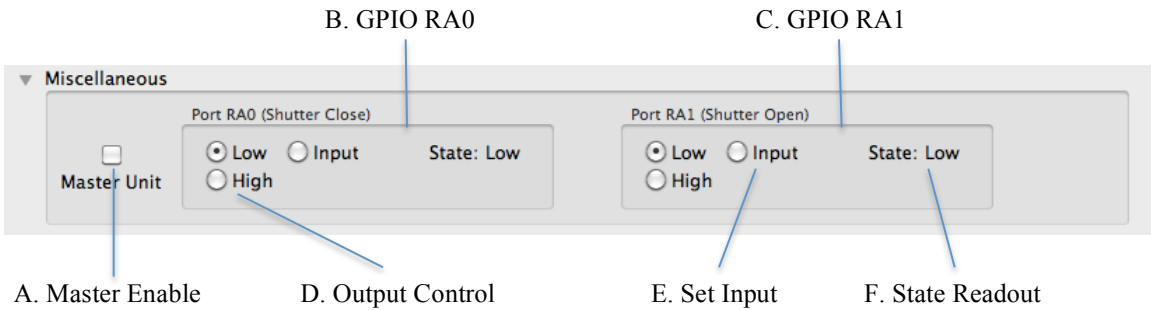 B. GPIO RA0
C. GPIO RA1
Miscellaneous
Port RA0 (Shutter Close)
Port RA1 (Shutter Open)
Low
Input
State: Low
Low
Input
State: Low
Master Unit
High
High
A. Master Enable
D. Output Control
E. Set Input
F. State Readout